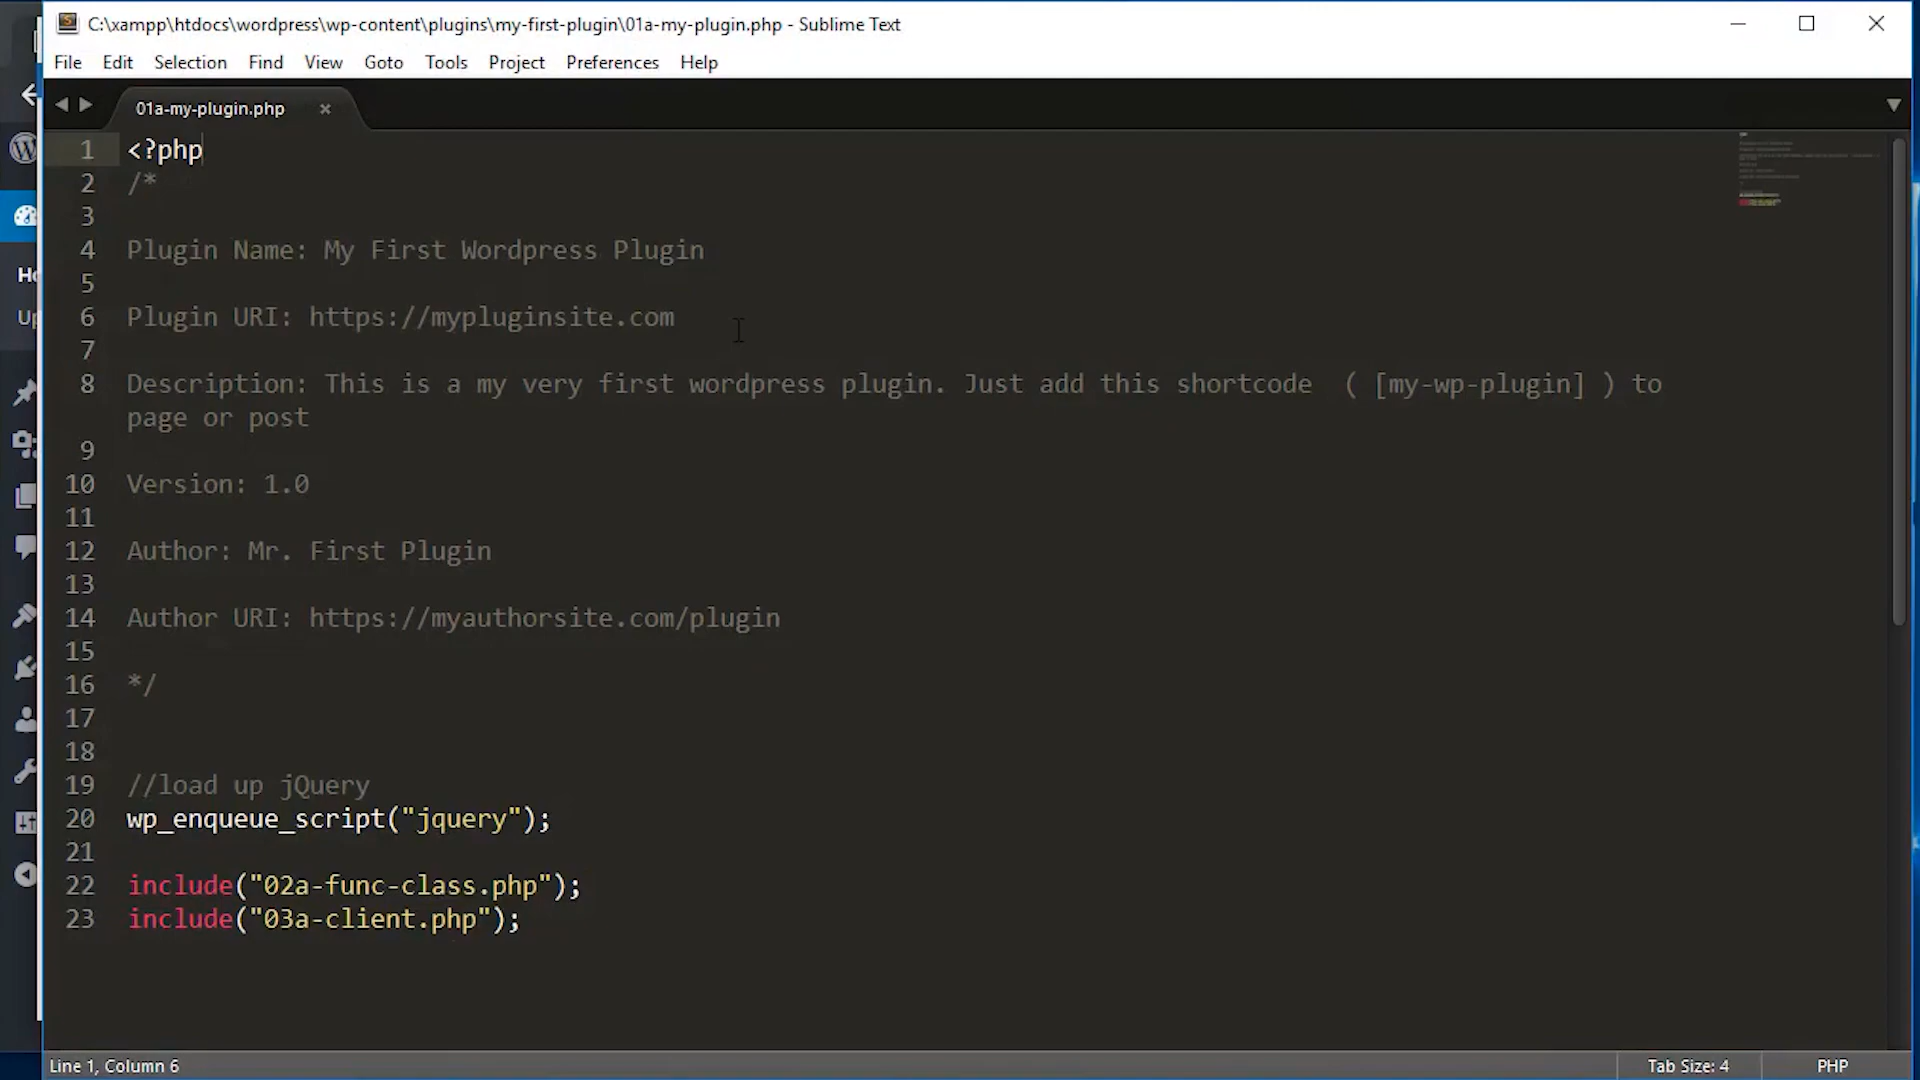 C:\xampp\htdocs\wordpress\wp-content\plugins\my-first-plugin\01a-my-plugin.php - Sublime Text
File Edit Selection Find View Goto Tools Project Preferences Help
01a-my-plugin.php
1 <?php
2 /*
3
4 Plugin Name: My First Wordpress Plugin
5
6 Plugin URI: https://mypluginsite.com
7
8 Description: This is a my very first wordpress plugin. Just add this shortcode  ( [my-wp-plugin] ) to
page or post
9
10 Version: 1.0
11
12 Author: Mr. First Plugin
13
14 Author URI: https://myauthorsite.com/plugin
15
16 */
17
18
19 //load up jQuery
20 wp_enqueue_script("jquery");
21
22 include("02a-func-class.php");
23 include("03a-client.php");
Line 1, Column 6
Tab Size: 4
PHP